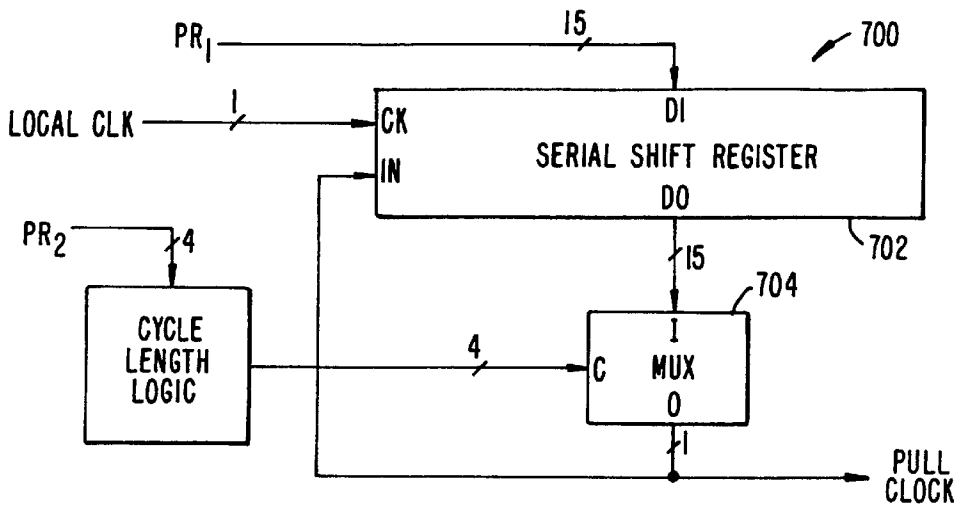 PR1
15
700
LOCAL CLK
1
CK
DI
SERIAL SHIFT REGISTER
IN
DO
702
PR2
4
15
704
CYCLE
LENGTH
LOGIC
4
C
I
MUX
O
1
PULL
CLOCK